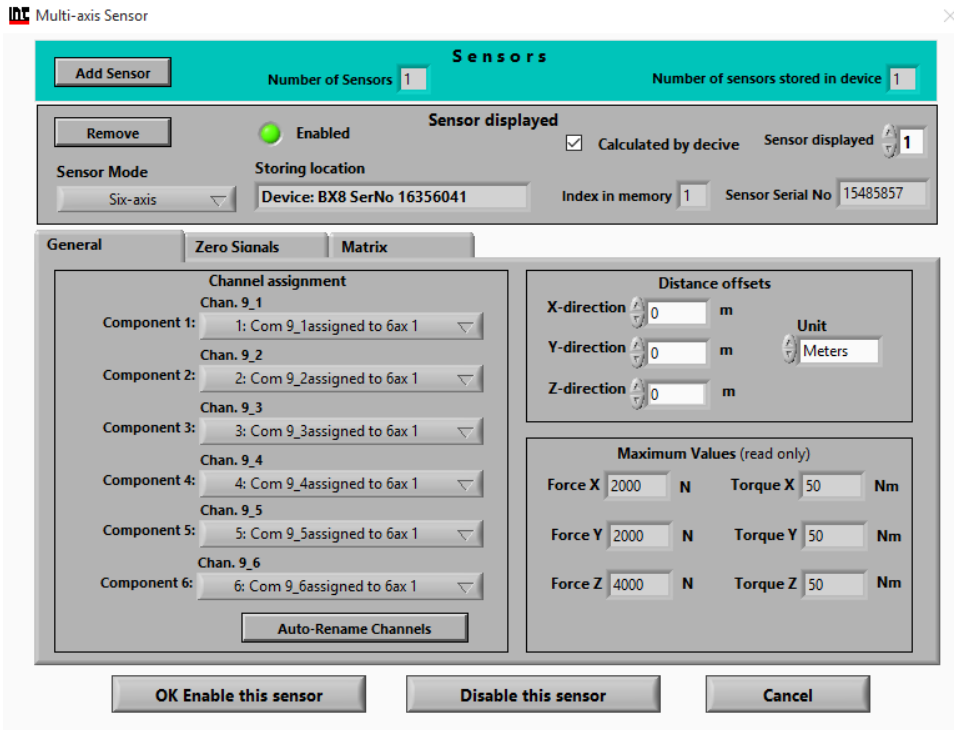 Multi-axis Sensor
Sensors
Add Sensor
Number of Sensors 1
Number of sensors stored in device 1
Sensor displayed
Remove
Enabled
Calculated by decive
Sensor displayed 1
Sensor Mode
Six-axis
Storing location
Device: BX8 SerNo 16356041
Index in memory 1
Sensor Serial No 15485857
General
Zero Signals
Matrix
Channel assignment
Chan. 9_1
Component 1: 1: Com 9_1assigned to 6ax 1
Chan. 9_2
Component 2: 2: Com 9_2assigned to 6ax 1
Chan. 9_3
Component 3: 3: Com 9_3assigned to 6ax 1
Chan. 9_4
Component 4: 4: Com 9_4assigned to 6ax 1
Chan. 9_5
Component 5: 5: Com 9_5assigned to 6ax 1
Chan. 9_6
Component 6: 6: Com 9_6assigned to 6ax 1
Auto-Rename Channels
Distance offsets
X-direction 0 m
Y-direction 0 m
Z-direction 0 m
Unit
Meters
Maximum Values (read only)
Force X 2000 N Torque X 50 Nm
Force Y 2000 N Torque Y 50 Nm
Force Z 4000 N Torque Z 50 Nm
OK Enable this sensor
Disable this sensor
Cancel